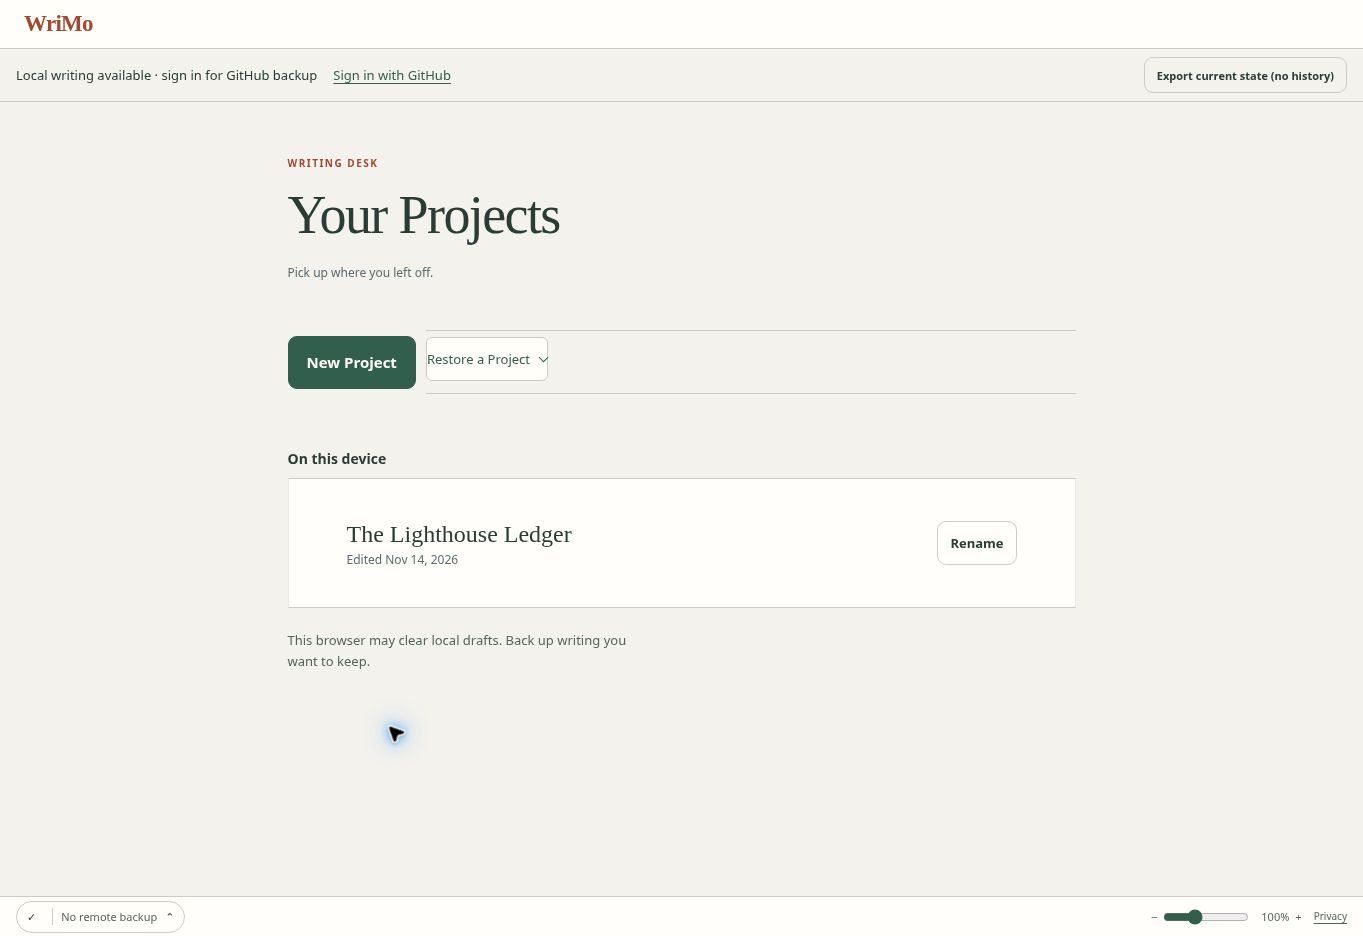 WriMo
Local writing available · sign in for GitHub backup Sign in with GitHub
Export current state (no history)
WRITING DESK
Your Projects
Pick up where you left off.
New Project
Restore a Project
On this device
The Lighthouse Ledger
Edited Nov 14, 2026
Rename
This browser may clear local drafts. Back up writing you
want to keep.
✓ No remote backup ⌃
− 100% + Privacy